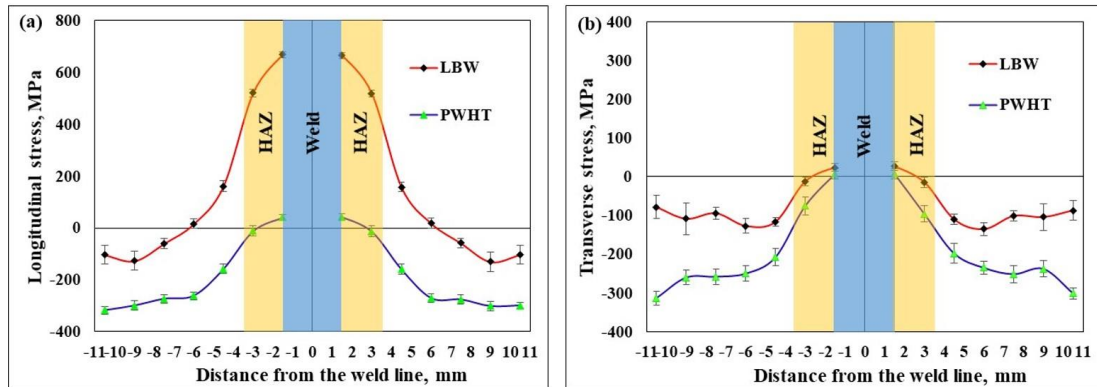 (a)
Longitudinal stress, MPa
800
600
400
200
0
-200
-400
HAZ
Weld
HAZ
LBW
PWHT
-11 -10 -9 -8 -7 -6 -5 -4 -3 -2 -1 0 1 2 3 4 5 6 7 8 9 10 11
Distance from the weld line, mm
(b)
Transverse stress, MPa
400
300
200
100
0
-100
-200
-300
-400
HAZ
Weld
HAZ
LBW
PWHT
-11 -10 -9 -8 -7 -6 -5 -4 -3 -2 -1 0 1 2 3 4 5 6 7 8 9 10 11
Distance from the weld line, mm